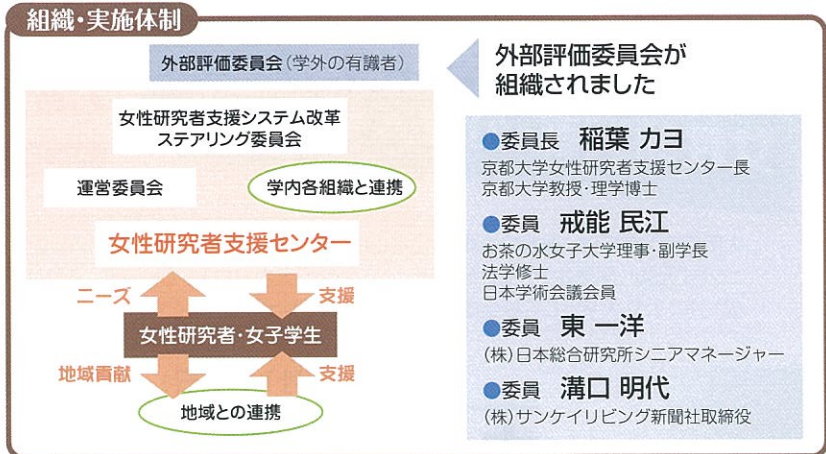 組織・実施体制
外部評価委員会(学外の有識者)
女性研究者支援システム改革
ステアリング委員会
運営委員会
学内各組織と連携
女性研究者支援センター
ニーズ
支援
女性研究者・女子学生
地域貢献
支援
地域との連携
外部評価委員会が
組織されました
●委員長 稲葉 カヨ
京都大学女性研究者支援センター長
京都大学教授・理学博士
●委員 戒能 民江
お茶の水女子大学理事・副学長
法学修士
日本学術会議会員
●委員 東 一洋
(株)日本総合研究所シニアマネージャー
●委員 溝口 明代
(株)サンケイリビング新聞社取締役